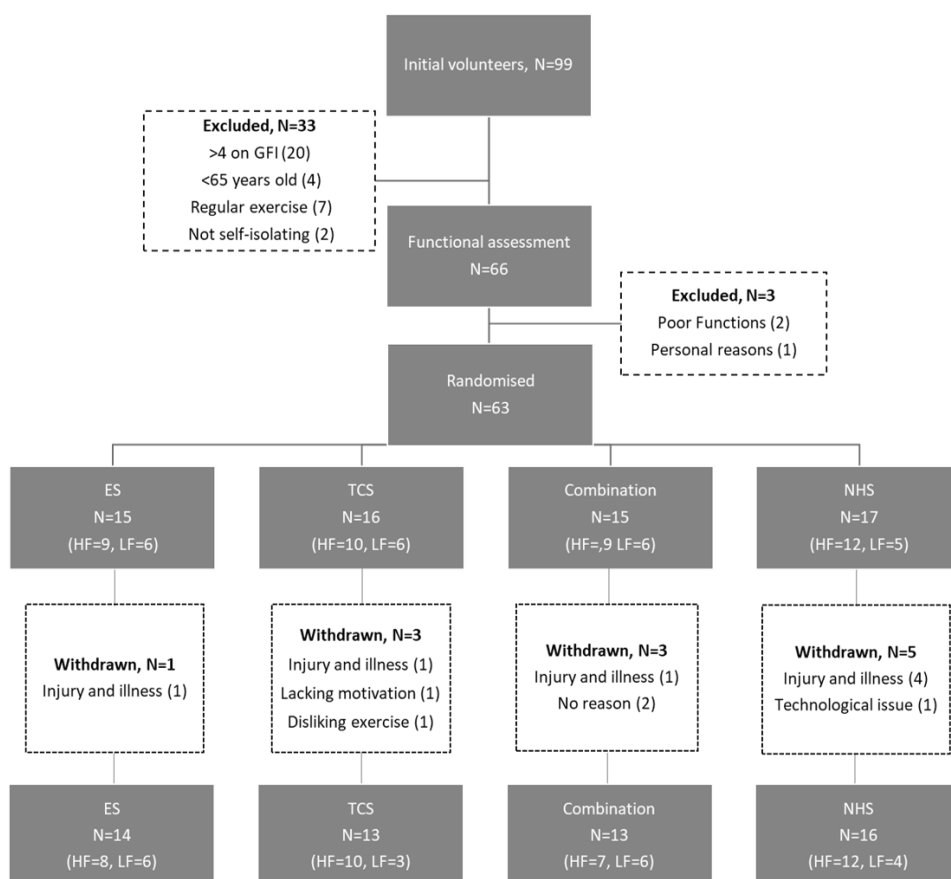 Initial volunteers, N=99
Excluded, N=33
>4 on GFI (20)
<65 years old (4)
Regular exercise (7)
Not self-isolating (2)
Functional assessment
N=66
Excluded, N=3
Poor Functions (2)
Personal reasons (1)
Randomised
N=63
ES
N=15
(HF=9, LF=6)
TCS
N=16
(HF=10, LF=6)
Combination
N=15
(HF=,9 LF=6)
NHS
N=17
(HF=12, LF=5)
Withdrawn, N=1
Injury and illness (1)
Withdrawn, N=3
Injury and illness (1)
Lacking motivation (1)
Disliking exercise (1)
Withdrawn, N=3
Injury and illness (1)
No reason (2)
Withdrawn, N=5
Injury and illness (4)
Technological issue (1)
ES
N=14
(HF=8, LF=6)
TCS
N=13
(HF=10, LF=3)
Combination
N=13
(HF=7, LF=6)
NHS
N=16
(HF=12, LF=4)